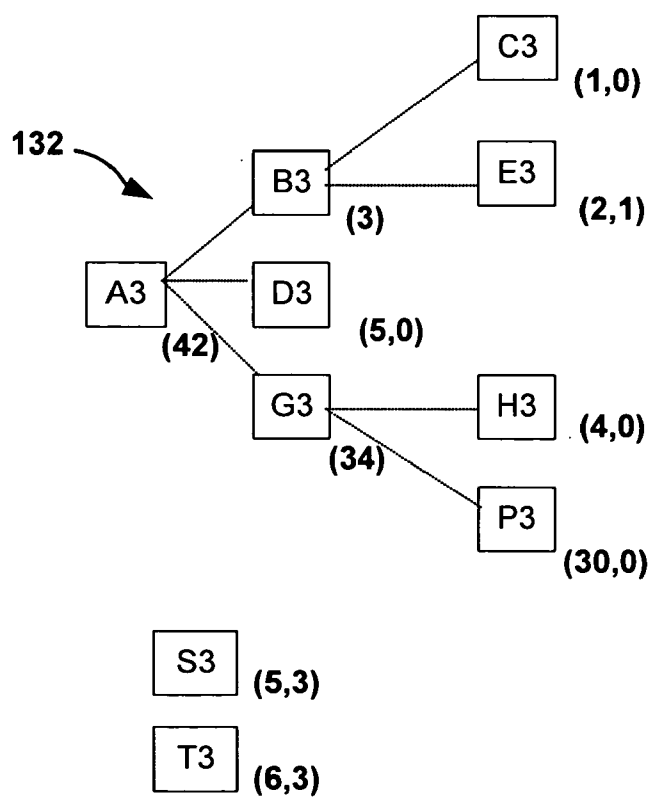 C3
(1,0)
132
B3
E3
(3)
(2,1)
A3
D3
(42)
(5,0)
G3
H3
(34)
(4,0)
P3
(30,0)
S3
(5,3)
T3
(6,3)